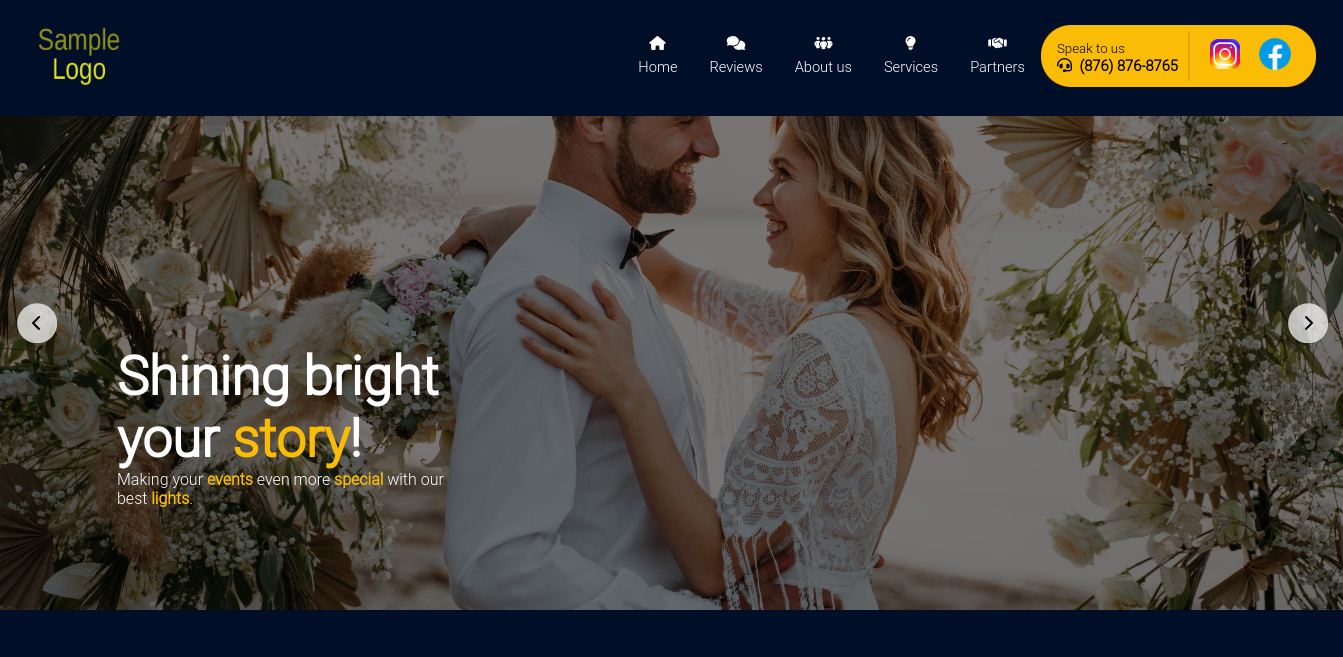 Sample
Logo
Home
Reviews
About us
Services
Partners
Speak to us
(876) 876-8765
Shining bright
your story!
Making your events even more special with our
best lights.